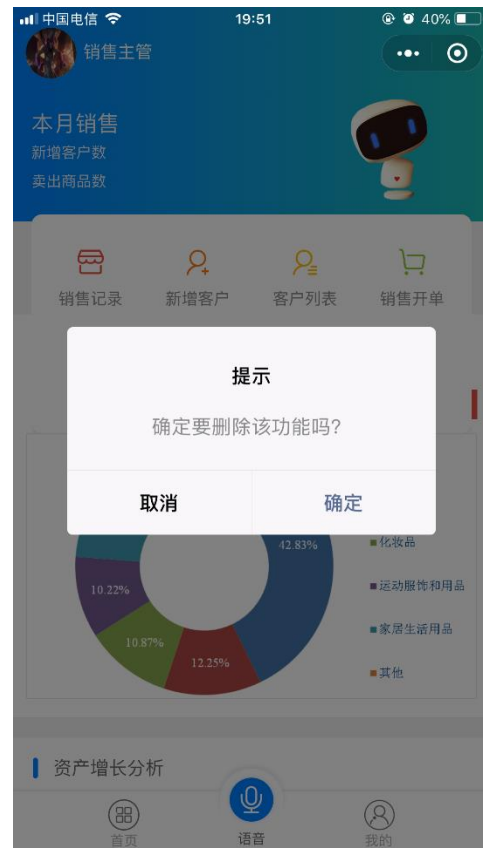 中国电信 19:51 40%
销售主管
本月销售
新增客户数
卖出商品数
销售记录 新增客户 客户列表 销售开单
提示
确定要删除该功能吗?
取消 确定
42.83%
化妆品
10.22%
运动服饰和用品
10.87%
家居生活用品
12.25%
其他
资产增长分析
首页 语音 我的